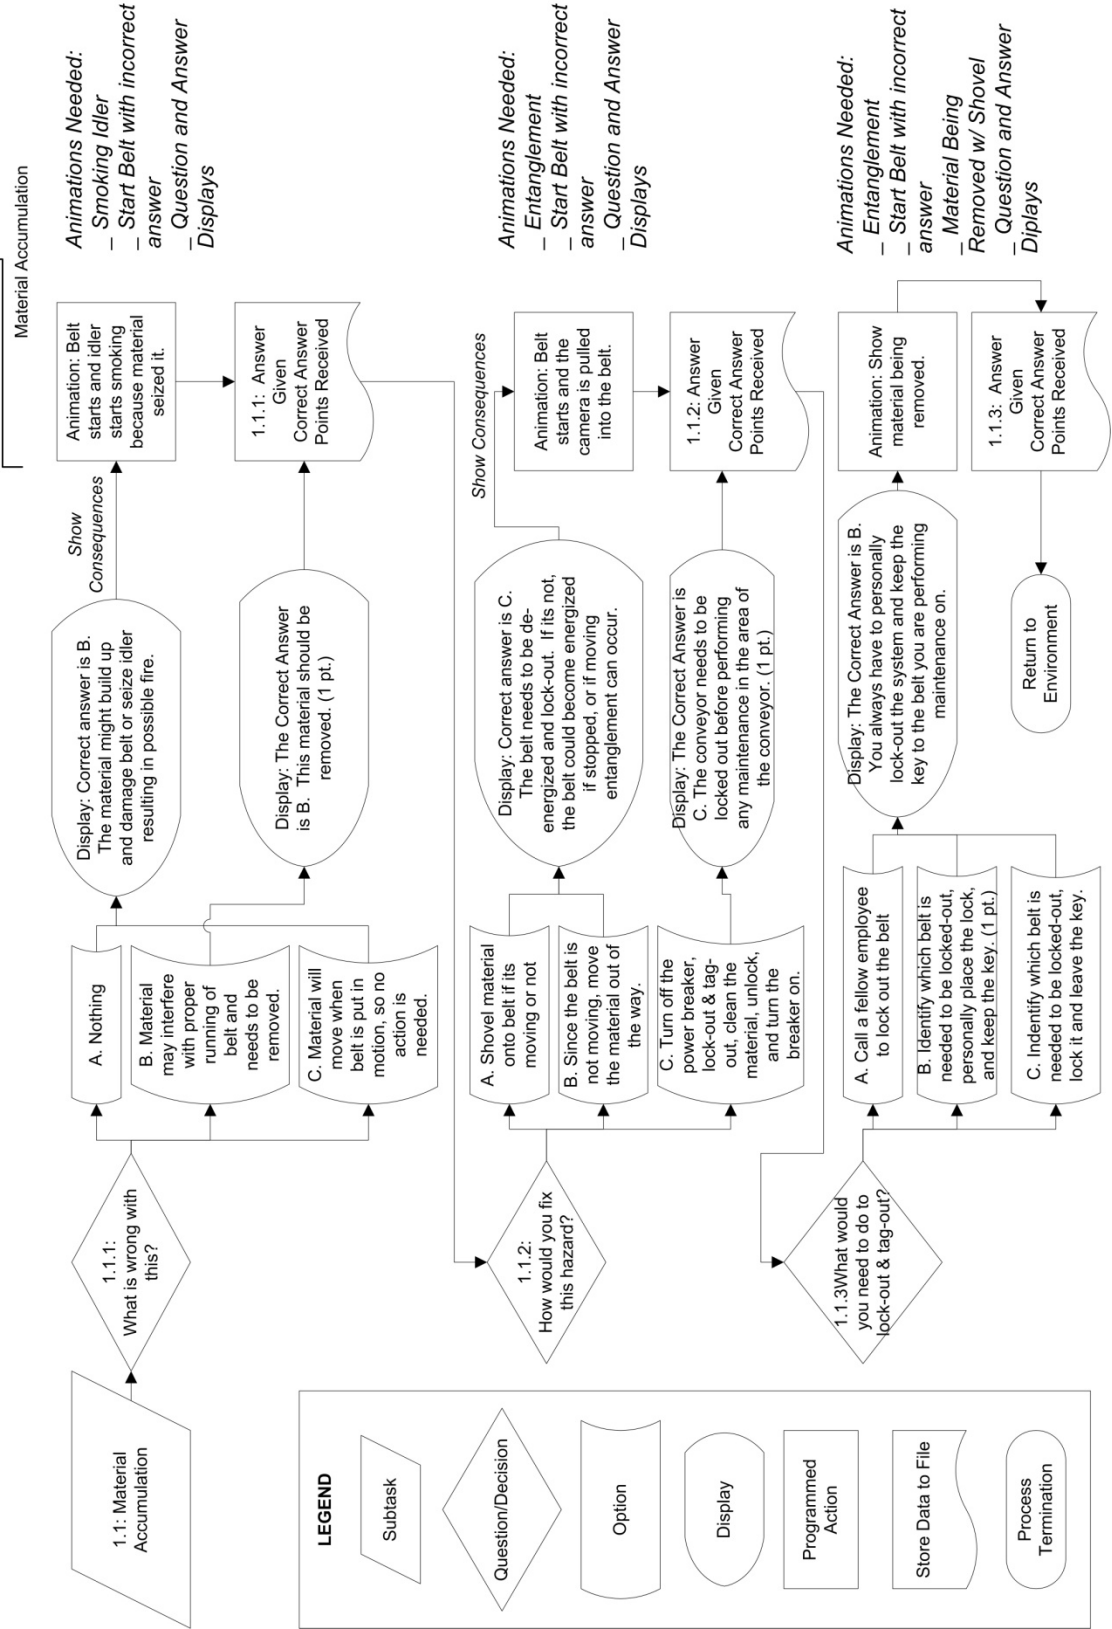 Material Accumulation
1.1: Material
Accumulation
1.1.1:
What is wrong with
this?
A. Nothing
B. Material
may interfere
with proper
running of
belt and
needs to be
removed.
C. Material will
move when
belt is put in
motion, so no
action is
needed.
Display: Correct answer is B.
The material might build up
and damage belt or seize idler
resulting in possible fire.
Show
Consequences
Display: The Correct Answer
is B.  This material should be
removed. (1 pt.)
Animation: Belt
starts and idler
starts smoking
because material
seized it.
1.1.1:  Answer
Given
Correct Answer
Points Received
Animations Needed:
_ Smoking Idler
_ Start Belt with incorrect
answer
_ Question and Answer
Displays
1.1.2:
How would you fix
this hazard?
A. Shovel material
onto belt if its
moving or not
B. Since the belt is
not moving, move
the material out of
the way.
C. Turn off the
power breaker,
lock-out & tag-
out, clean the
material, unlock,
and turn the
breaker on.
Display: Correct answer is C.
The belt needs to be de-
energized and lock-out.  If its not,
the belt could become energized
if stopped, or if moving
entanglement can occur.
Show Consequences
Display: The Correct Answer is
C. The conveyor needs to be
locked out before performing
any maintenance in the area of
the conveyor. (1 pt.)
Animation: Belt
starts and the
camera is pulled
into the belt.
1.1.2: Answer
Given
Correct Answer
Points Received
Animations Needed:
_ Entanglement
_ Start Belt with incorrect
answer
_ Question and Answer
Displays
1.1.3What would
you need to do to
lock-out & tag-out?
A. Call a fellow employee
to lock out the belt
B. Identify which belt is
needed to be locked-out,
personally place the lock,
and keep the key. (1 pt.)
C. Indentify which belt is
needed to be locked-out,
lock it and leave the key.
Display: The Correct Answer is B.
You always have to personally
lock-out the system and keep the
key to the belt you are performing
maintenance on.
Animation: Show
material being
removed.
1.1.3:  Answer
Given
Correct Answer
Points Received
Return to
Environment
Animations Needed:
_ Entanglement
_ Start Belt with incorrect
answer
_ Material Being
Removed w/ Shovel
_ Question and Answer
Diplays
LEGEND
Subtask
Question/Decision
Option
Display
Programmed
Action
Store Data to File
Process
Termination